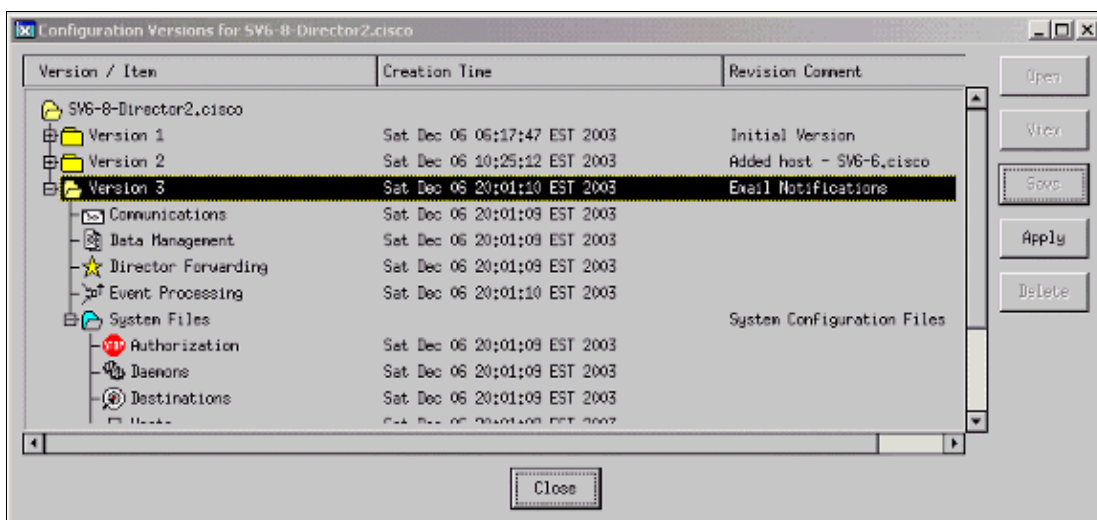 Configuration Versions for SV6-8-Director2.cisco
Version / Item Creation Time Revision Comment
SV6-8-Director2.cisco
Version 1 Sat Dec 06 06:17:47 EST 2003 Initial Version
Version 2 Sat Dec 06 10:25:12 EST 2003 Added host - SV6-6.cisco
Version 3 Sat Dec 06 20:01:10 EST 2003 Email Notifications
Communications Sat Dec 06 20:01:09 EST 2003
Data Management Sat Dec 06 20:01:09 EST 2003
Director Forwarding Sat Dec 06 20:01:09 EST 2003
Event Processing Sat Dec 06 20:01:10 EST 2003
System Files System Configuration Files
STOP Authorization Sat Dec 06 20:01:09 EST 2003
Daemons Sat Dec 06 20:01:09 EST 2003
Destinations Sat Dec 06 20:01:09 EST 2003
Open
View
Save
Apply
Delete
Close